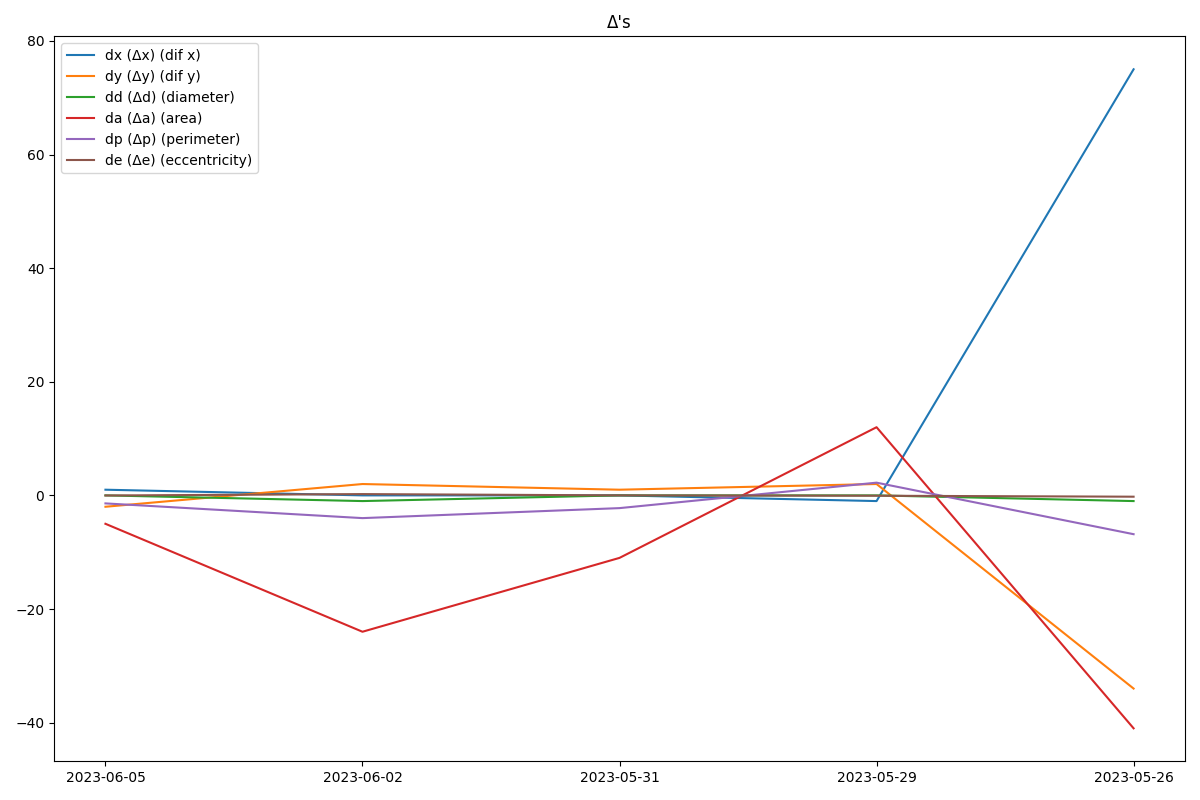 Δ's
80
60
40
20
0
−20
−40
dx (Δx) (dif x)
dy (Δy) (dif y)
dd (Δd) (diameter)
da (Δa) (area)
dp (Δp) (perimeter)
de (Δe) (eccentricity)
2023-06-05 2023-06-02 2023-05-31 2023-05-29 2023-05-26